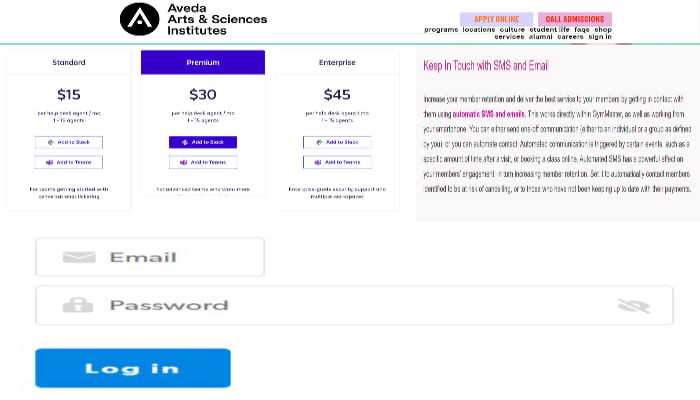 Aveda
Arts & Sciences
Institutes
APPLY ONLINE
CALL ADMISSIONS
programs locations culture student life faqs shop
services alumni careers sign in
Standard
$15
per help desk agent / mo
1 - 15 agents
Add to Slack
Add to Teams
For teams getting started with
conversational ticketing
Premium
$30
per help desk agent / mo
1 - 15 agents
Add to Slack
Add to Teams
For advanced teams who want more
Enterprise
$45
per help desk agent / mo
1 - 15 agents
Add to Slack
Add to Teams
Enterprise-grade security, support and
multiple workspaces
Keep In Touch with SMS and Email
Increase your member retention and deliver the best service to your members by getting in contact with
them using automatic SMS and emails. This works directly within GymMaster, as well as working from
your smartphone. You can either send one-off communication (either to an individual or a group as defined
by you), or you can automate contact. Automated communication is triggered by certain events, such as a
specific amount of time after a visit, or booking a class online. Automated SMS has a powerful effect on
your members' engagement, in turn increasing member retention. Set it to automatically contact members
identified to be at risk of cancelling, or to those who have not been keeping up to date with their payments.
Email
Password
Log in